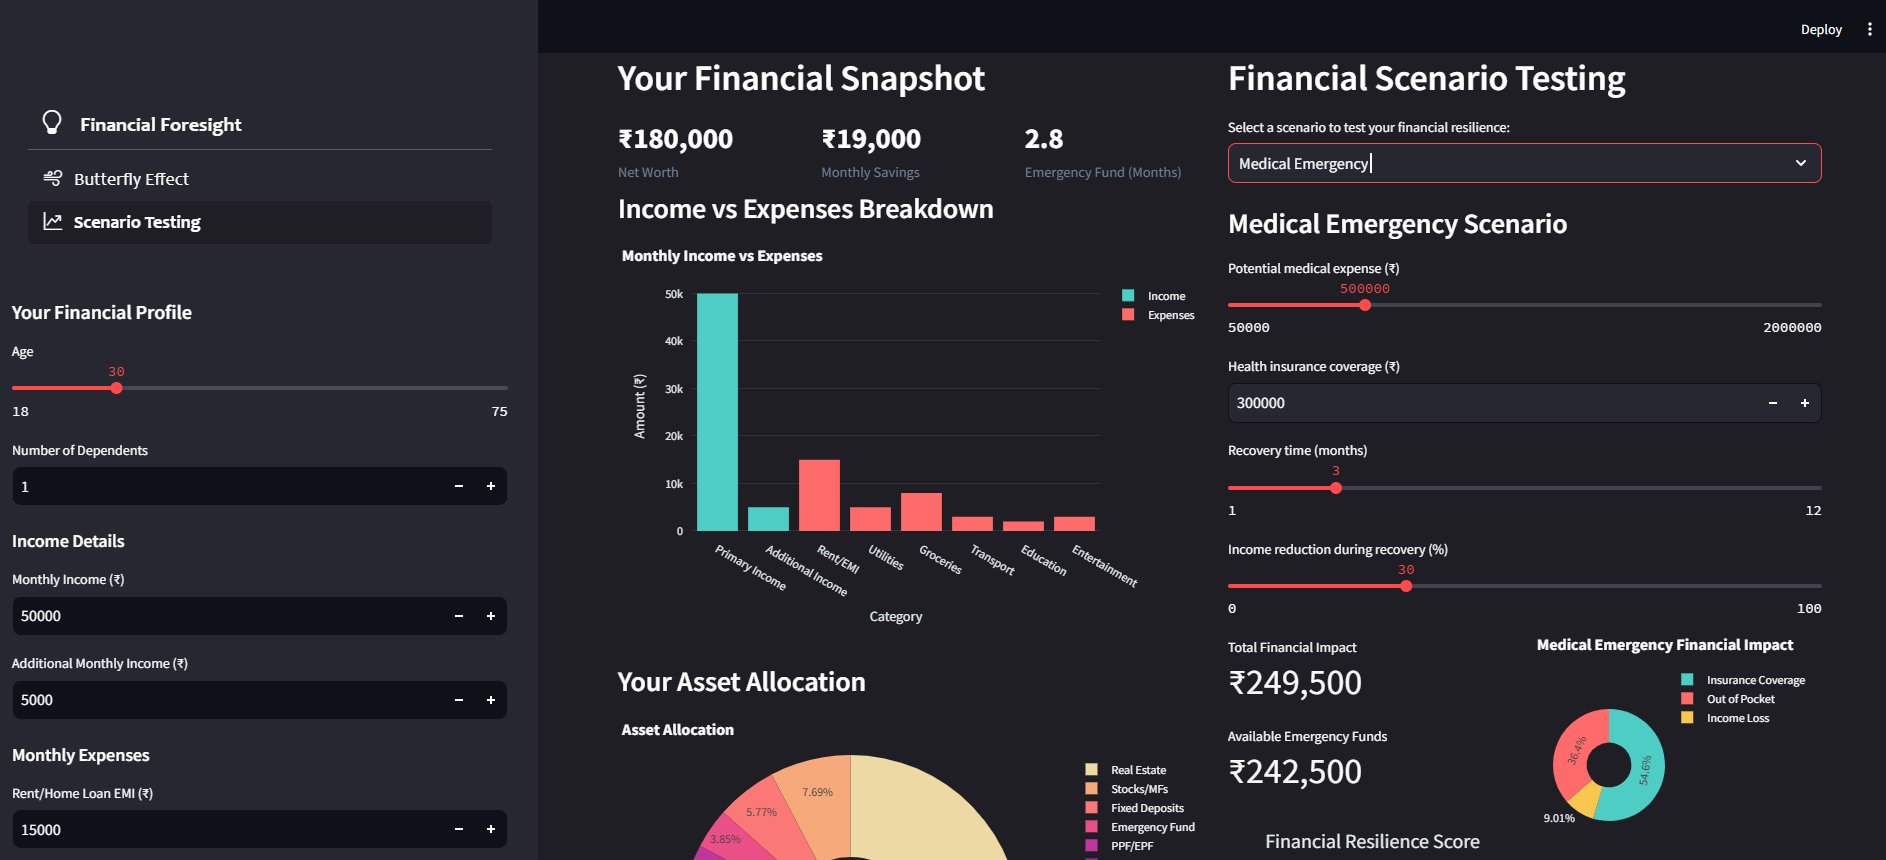 Deploy
Financial Foresight
Butterfly Effect
Scenario Testing
Your Financial Profile
Age
30
18 75
Number of Dependents
1
Income Details
Monthly Income (₹)
50000
Additional Monthly Income (₹)
5000
Monthly Expenses
Rent/Home Loan EMI (₹)
15000
Your Financial Snapshot
₹180,000 ₹19,000 2.8
Net Worth Monthly Savings Emergency Fund (Months)
Income vs Expenses Breakdown
Monthly Income vs Expenses
50k
40k
30k
20k
10k
0
Amount (₹)
Income
Expenses
Primary Income
Additional Income
Rent/EMI
Utilities
Groceries
Transport
Education
Entertainment
Category
Your Asset Allocation
Asset Allocation
7.69%
5.77%
3.85%
Real Estate
Stocks/MFs
Fixed Deposits
Emergency Fund
PPF/EPF
Financial Scenario Testing
Select a scenario to test your financial resilience:
Medical Emergency
Medical Emergency Scenario
Potential medical expense (₹)
500000
50000 2000000
Health insurance coverage (₹)
300000
Recovery time (months)
3
1 12
Income reduction during recovery (%)
30
0 100
Total Financial Impact
₹249,500
Available Emergency Funds
₹242,500
Medical Emergency Financial Impact
Insurance Coverage
Out of Pocket
Income Loss
36.4%
54.6%
9.01%
Financial Resilience Score